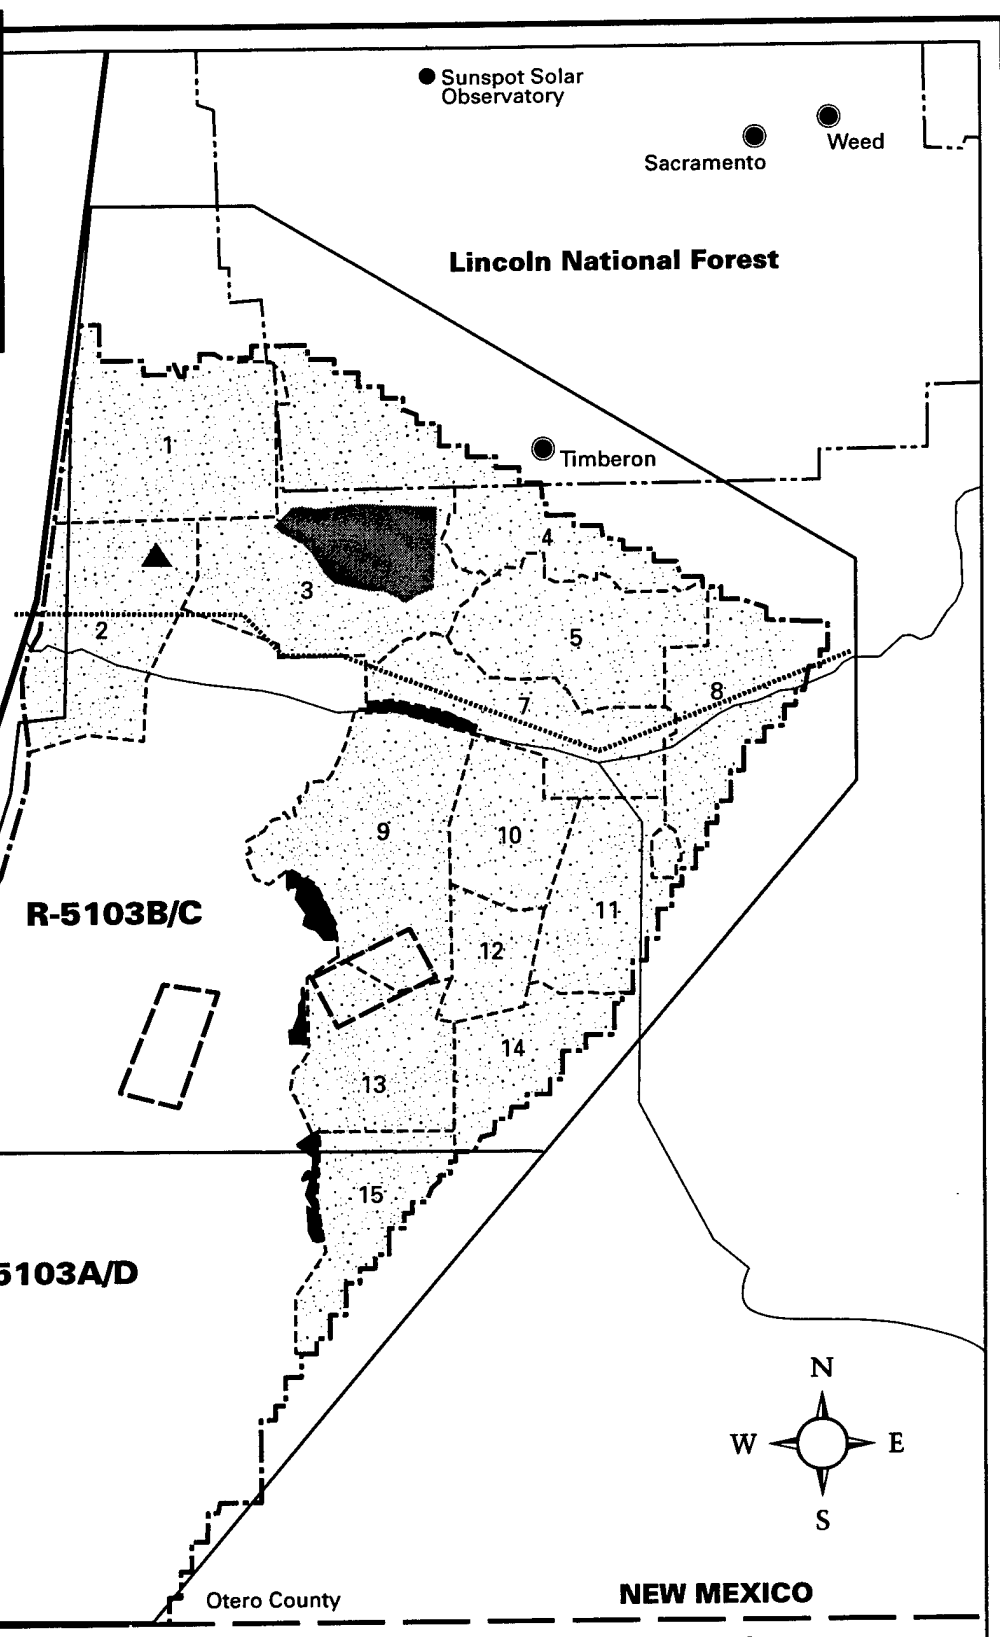 Sunspot Solar
Observatory
Weed
Sacramento
Lincoln National Forest
Timberon
1
4
3
2
5
8
7
9
10
R-5103B/C
11
12
14
13
15
5103A/D
N
W E
S
Otero County
NEW MEXICO